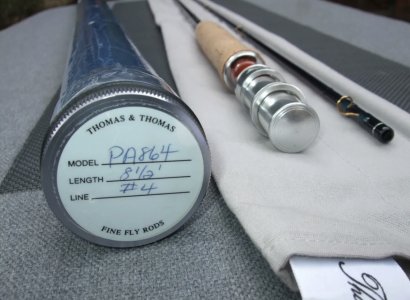 THOMAS & THOMAS
MODEL PA864
LENGTH 8½'
LINE #4
FINE FLY RODS